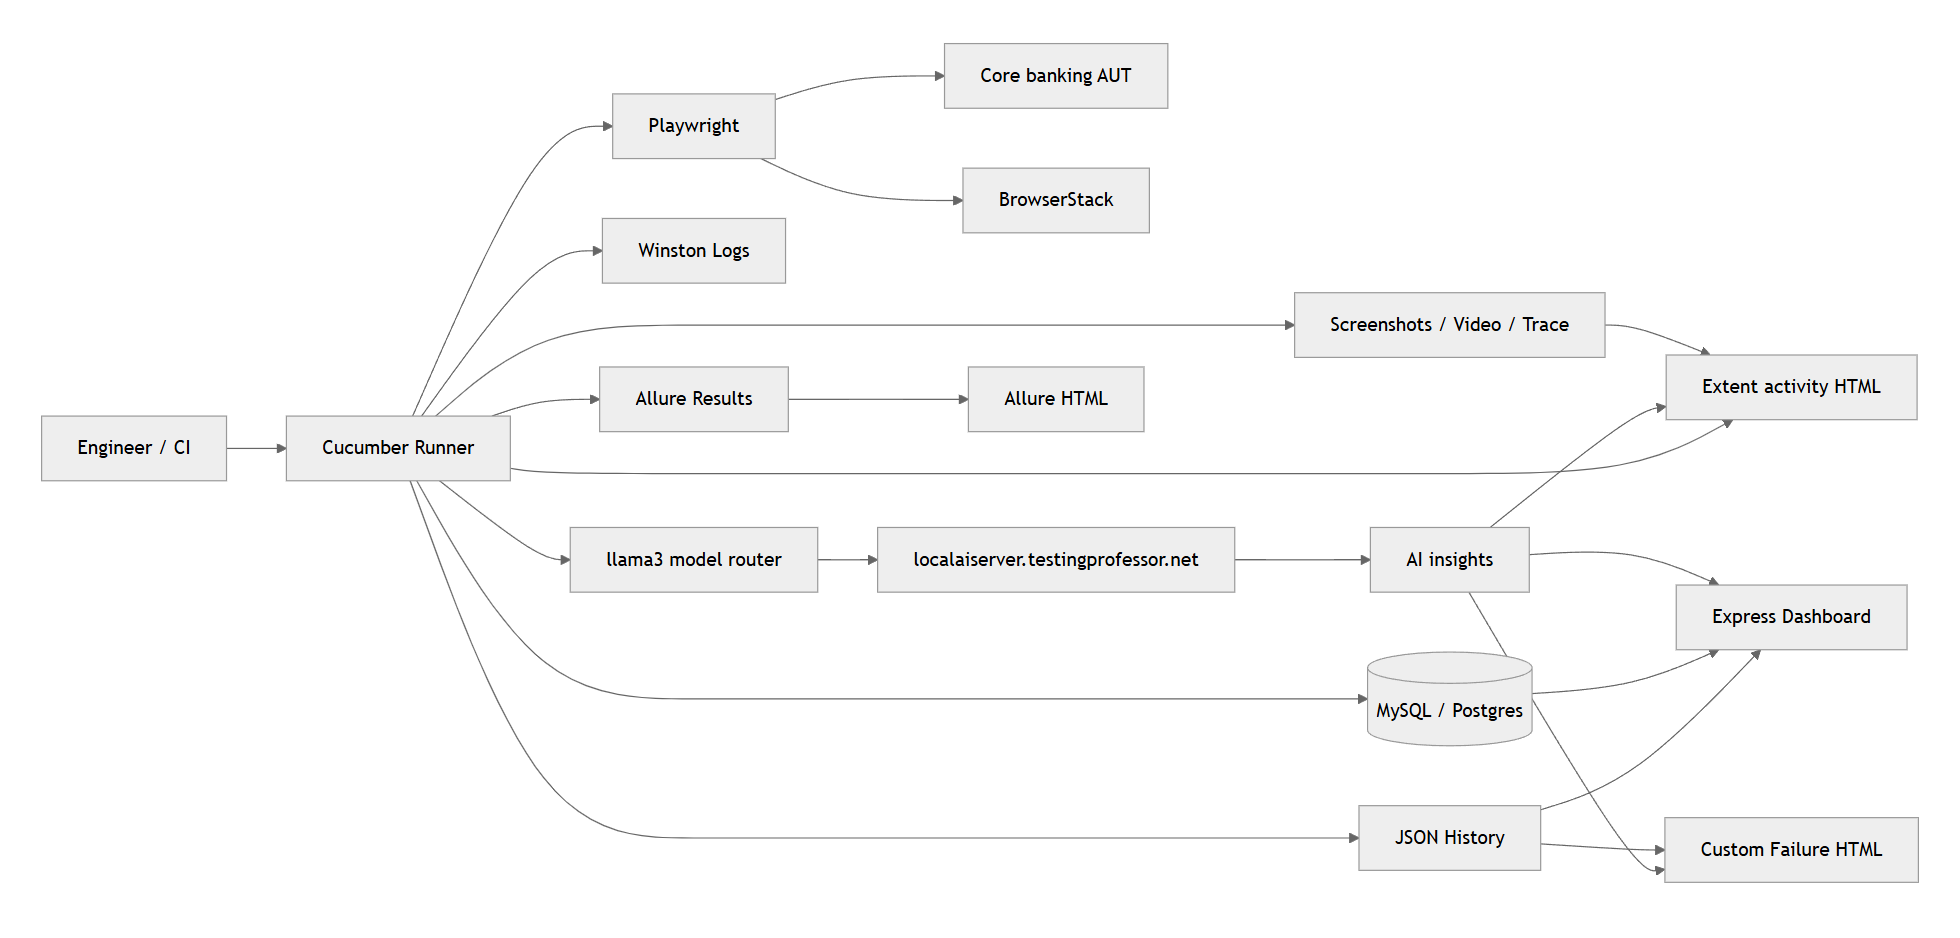 Core banking AUT
Playwright
BrowserStack
Winston Logs
Screenshots / Video / Trace
Extent activity HTML
Allure Results
Allure HTML
Engineer / CI
Cucumber Runner
llama3 model router
localaiserver.testingprofessor.net
AI insights
Express Dashboard
MySQL / Postgres
JSON History
Custom Failure HTML